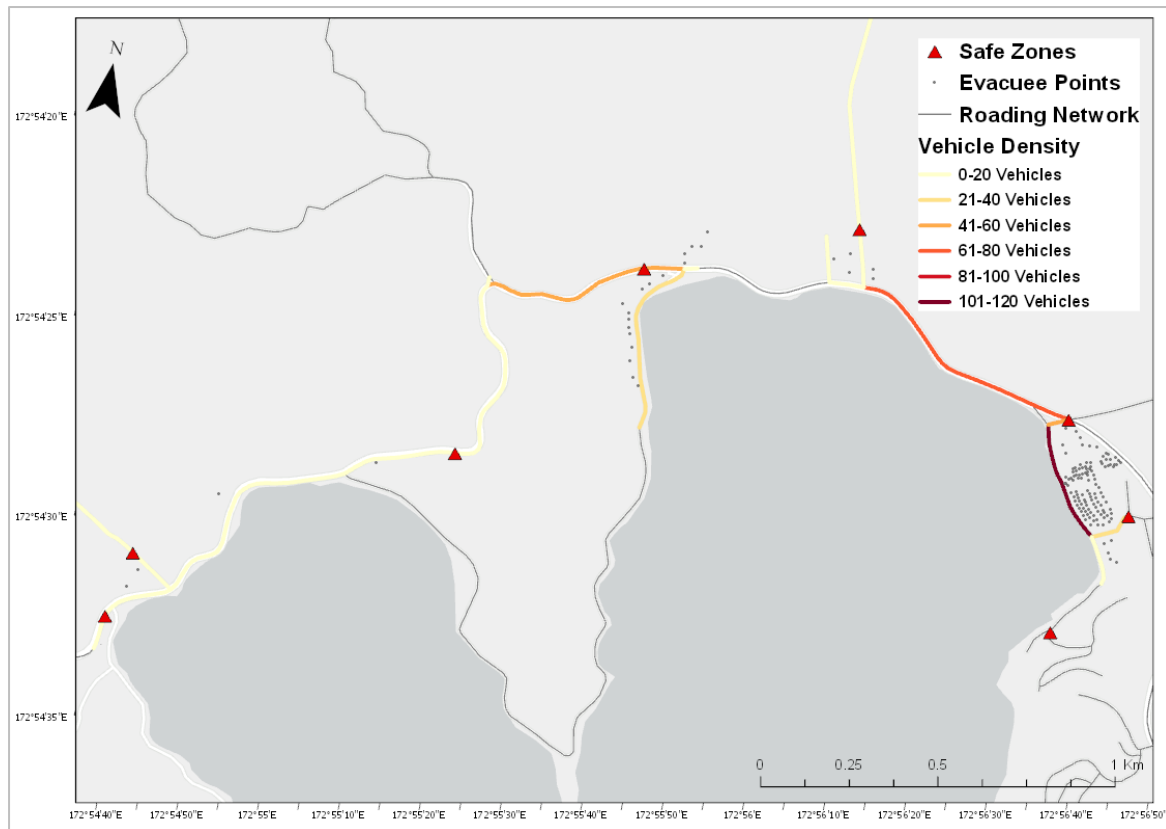 N
Safe Zones
Evacuee Points
Roading Network
Vehicle Density
0-20 Vehicles
21-40 Vehicles
41-60 Vehicles
61-80 Vehicles
81-100 Vehicles
101-120 Vehicles
172°54'20"E
172°54'25"E
172°54'30"E
172°54'35"E
0 0.25 0.5 1 Km
172°54'40"E 172°54'50"E 172°55'0"E 172°55'10"E 172°55'20"E 172°55'30"E 172°55'40"E 172°55'50"E 172°56'0"E 172°56'10"E 172°56'20"E 172°56'30"E 172°56'40"E 172°56'50"E